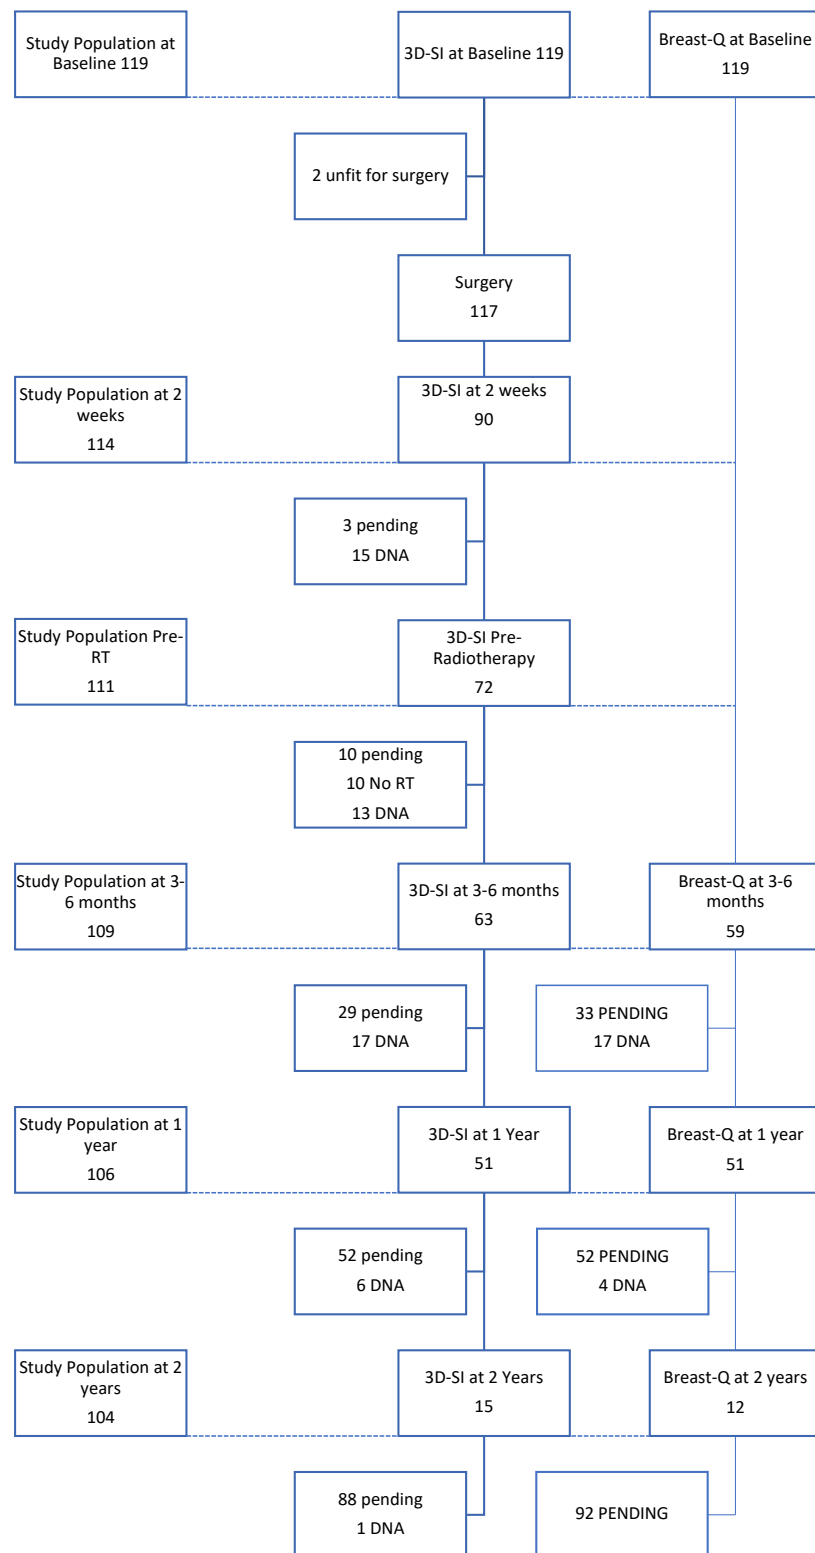 Study Population at
Baseline 119
3D-SI at Baseline 119
Breast-Q at Baseline
119
2 unfit for surgery
Surgery
117
Study Population at 2
weeks
114
3D-SI at 2 weeks
90
3 pending
15 DNA
Study Population Pre-
RT
111
3D-SI Pre-
Radiotherapy
72
10 pending
10 No RT
13 DNA
Study Population at 3-
6 months
109
3D-SI at 3-6 months
63
Breast-Q at 3-6
months
59
29 pending
17 DNA
33 PENDING
17 DNA
Study Population at 1
year
106
3D-SI at 1 Year
51
Breast-Q at 1 year
51
52 pending
6 DNA
52 PENDING
4 DNA
Study Population at 2
years
104
3D-SI at 2 Years
15
Breast-Q at 2 years
12
88 pending
1 DNA
92 PENDING